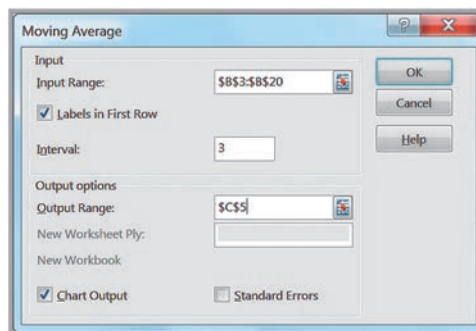 Moving Average
Input
Input Range: $B$3:$B$20
Labels in First Row
Interval: 3
Output options
Output Range: $C$5
New Worksheet Ply:
New Workbook
Chart Output Standard Errors
OK
Cancel
Help